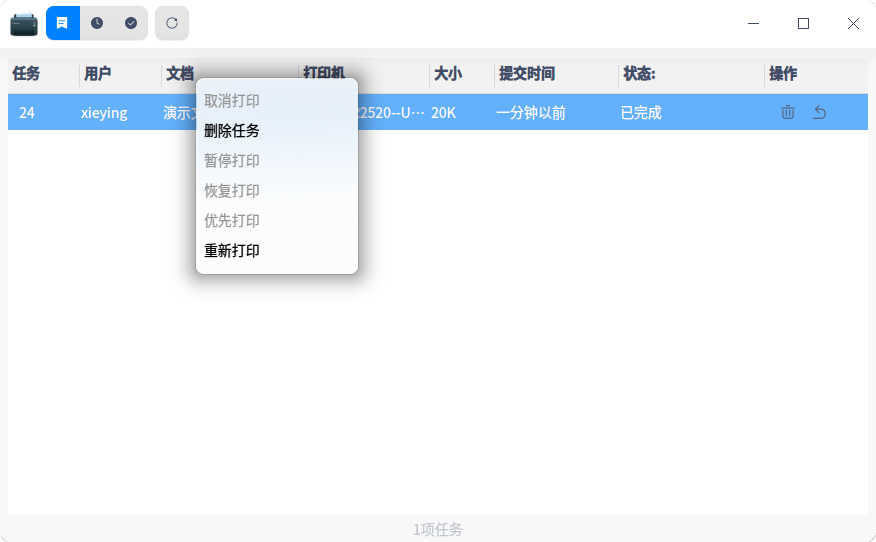 任务 用户 文档 打印机 大小 提交时间 状态: 操作
24 xieying 演示 2520--U··· 20K 一分钟以前 已完成
取消打印
删除任务
暂停打印
恢复打印
优先打印
重新打印
1项任务